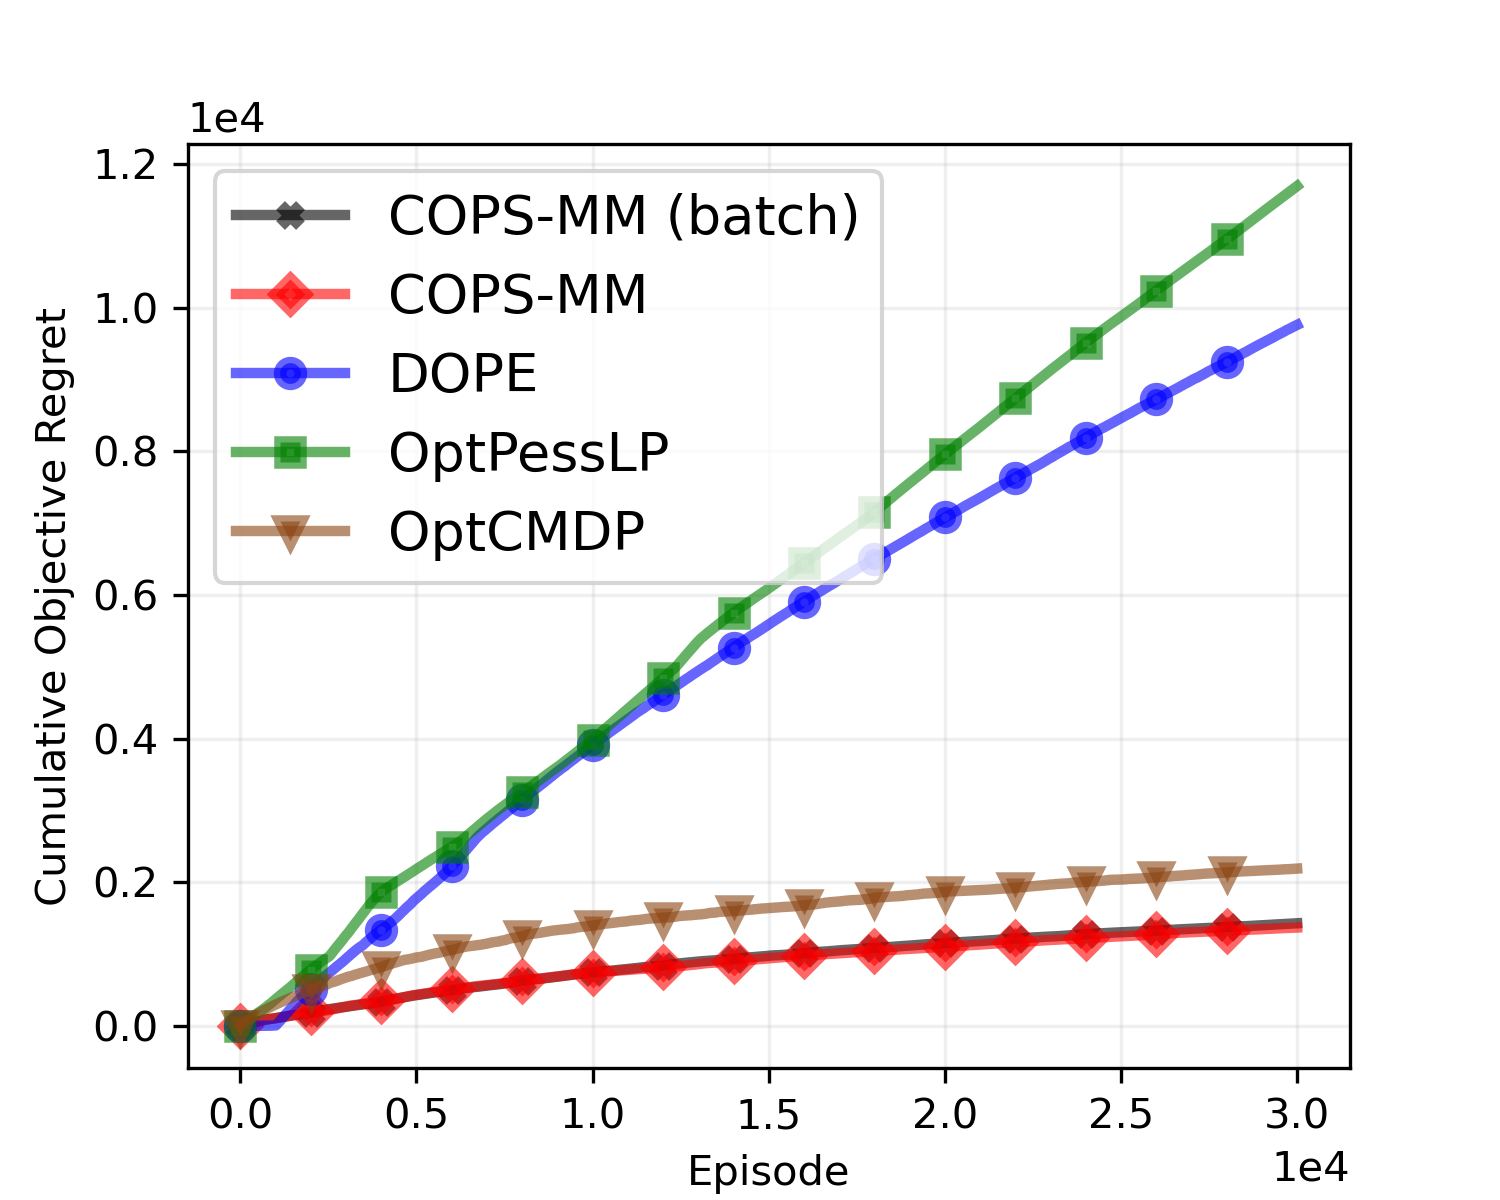 1e4
1.2
1.0
0.8
0.6
0.4
0.2
0.0
Cumulative Objective Regret
COPS-MM (batch)
COPS-MM
DOPE
OptPessLP
OptCMDP
0.0 0.5 1.0 1.5 2.0 2.5 3.0
Episode
1e4